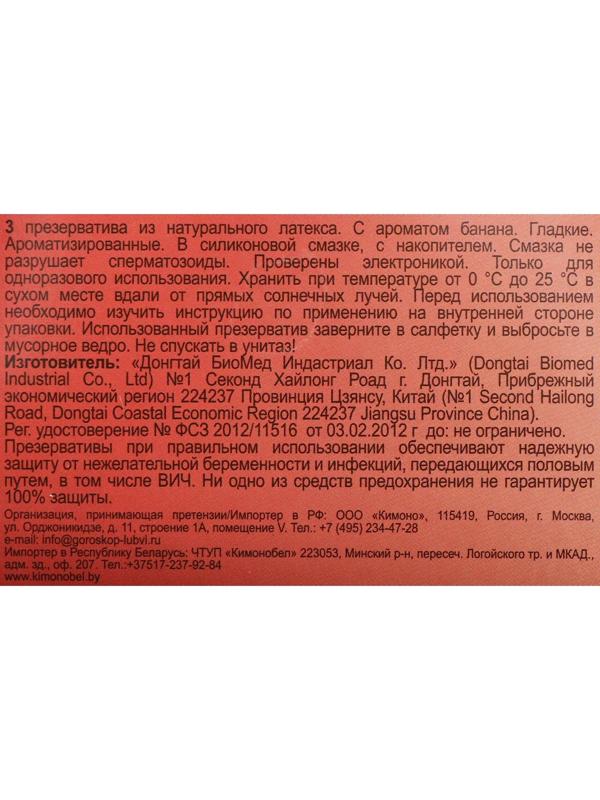 3 презерватива из натурального латекса. С ароматом банана. Гладкие.
Ароматизированные. В силиконовой смазке, с накопителем. Смазка не
разрушает сперматозоиды. Проверены электроникой. Только для
одноразового использования. Хранить при температуре от 0 °C до 25 °C в
сухом месте вдали от прямых солнечных лучей. Перед использованием
необходимо изучить инструкцию по применению на внутренней стороне
упаковки. Использованный презерватив заверните в салфетку и выбросьте в
мусорное ведро. Не спускать в унитаз!
Изготовитель: «Донгтай БиоМед Индастриал Ко. Лтд.» (Dongtai Biomed
Industrial Co., Ltd) №1 Секонд Хайлонг Роад г. Донгтай, Прибрежный
экономический регион 224237 Провинция Цзянсу, Китай (№1 Second Hailong
Road, Dongtai Coastal Economic Region 224237 Jiangsu Province China).
Рег. удостоверение № ФСЗ 2012/11516 от 03.02.2012 г до: не ограничено.
Презервативы при правильном использовании обеспечивают надежную
защиту от нежелательной беременности и инфекций, передающихся половым
путем, в том числе ВИЧ. Ни одно из средств предохранения не гарантирует
100% защиты.
Организация, принимающая претензии/Импортер в РФ: ООО «Кимоно», 115419, Россия, г. Москва,
ул. Орджоникидзе, д. 11, строение 1А, помещение V. Тел.: +7 (495) 234-47-28
e-mail: info@goroskop-lubvi.ru
Импортер в Республику Беларусь: ЧТУП «Кимонобел» 223053, Минский р-н, пересеч. Логойского тр. и МКАД.,
адм. зд., оф. 207. Тел.:+37517-237-92-84
www.kimonobel.by